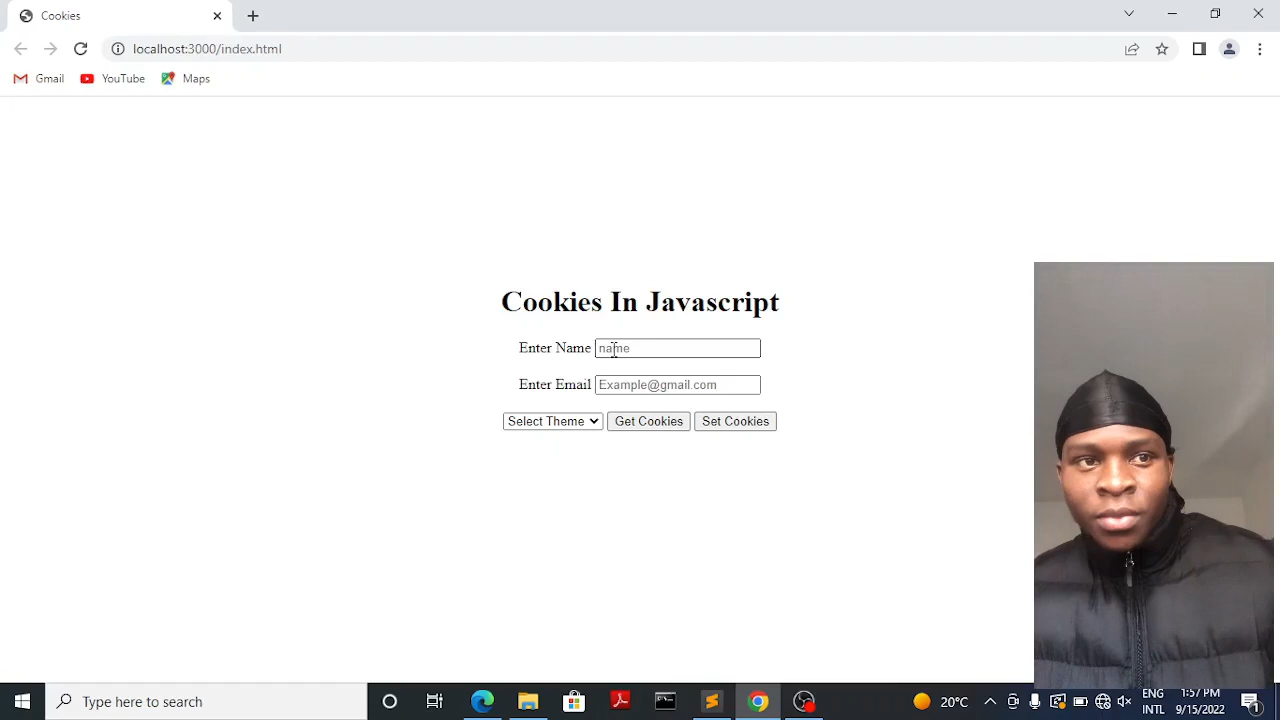 Cookies
localhost:3000/index.html
Gmail YouTube Maps
Cookies In Javascript
Enter Name name
Enter Email Example@gmail.com
Select Theme Get Cookies Set Cookies
Type here to search
20°C
ENG 1:57 PM
INTL 9/15/2022
1